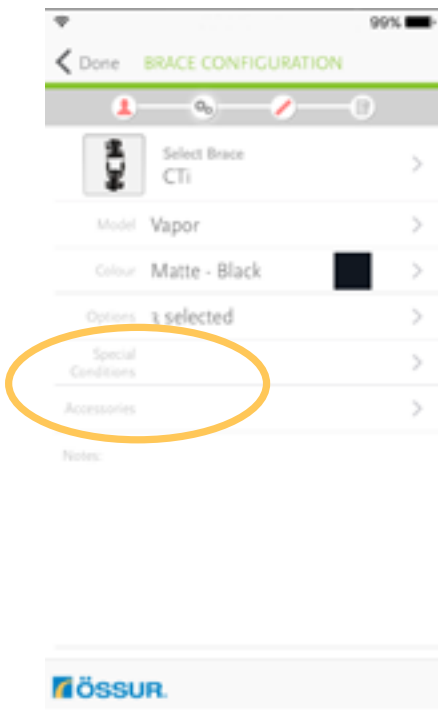 99%
Done BRACE CONFIGURATION
Select Brace
CTi
Model Vapor
Colour Matte - Black
Options 3 selected
Special
Conditions
Accessories
Notes:
ÖSSUR.